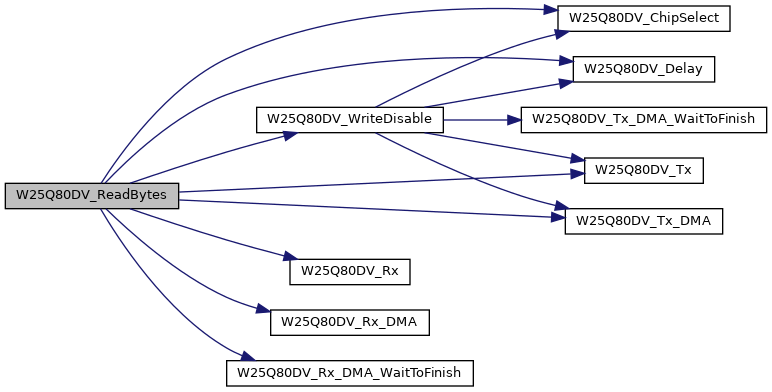 W25Q80DV_ChipSelect
W25Q80DV_Delay
W25Q80DV_WriteDisable
W25Q80DV_Tx_DMA_WaitToFinish
W25Q80DV_Tx
W25Q80DV_ReadBytes
W25Q80DV_Tx_DMA
W25Q80DV_Rx
W25Q80DV_Rx_DMA
W25Q80DV_Rx_DMA_WaitToFinish